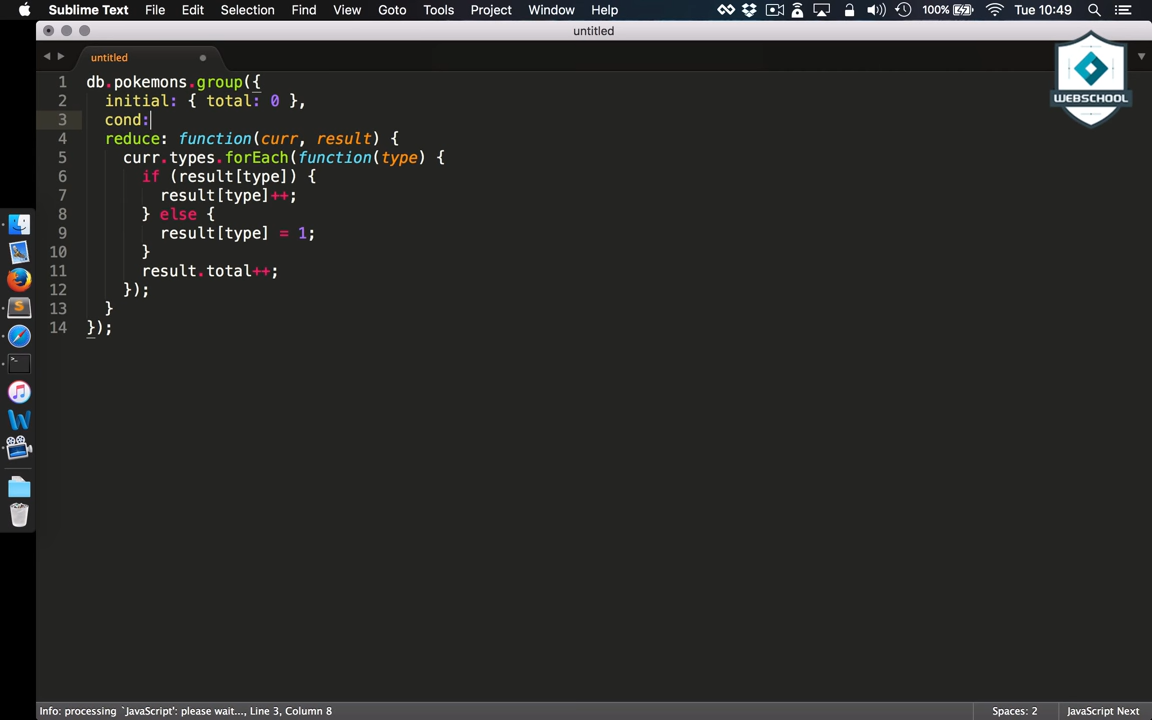 Sublime Text File Edit Selection Find View Goto Tools Project Window Help 100% Tue 10:49
untitled
untitled
WEBSCHOOL
1 db.pokemons.group({
2 initial: { total: 0 },
3 cond:
4 reduce: function(curr, result) {
5 curr.types.forEach(function(type) {
6 if (result[type]) {
7 result[type]++;
8 } else {
9 result[type] = 1;
10 }
11 result.total++;
12 });
13 }
14 });
Info: processing `JavaScript': please wait..., Line 3, Column 8 Spaces: 2 JavaScript Next